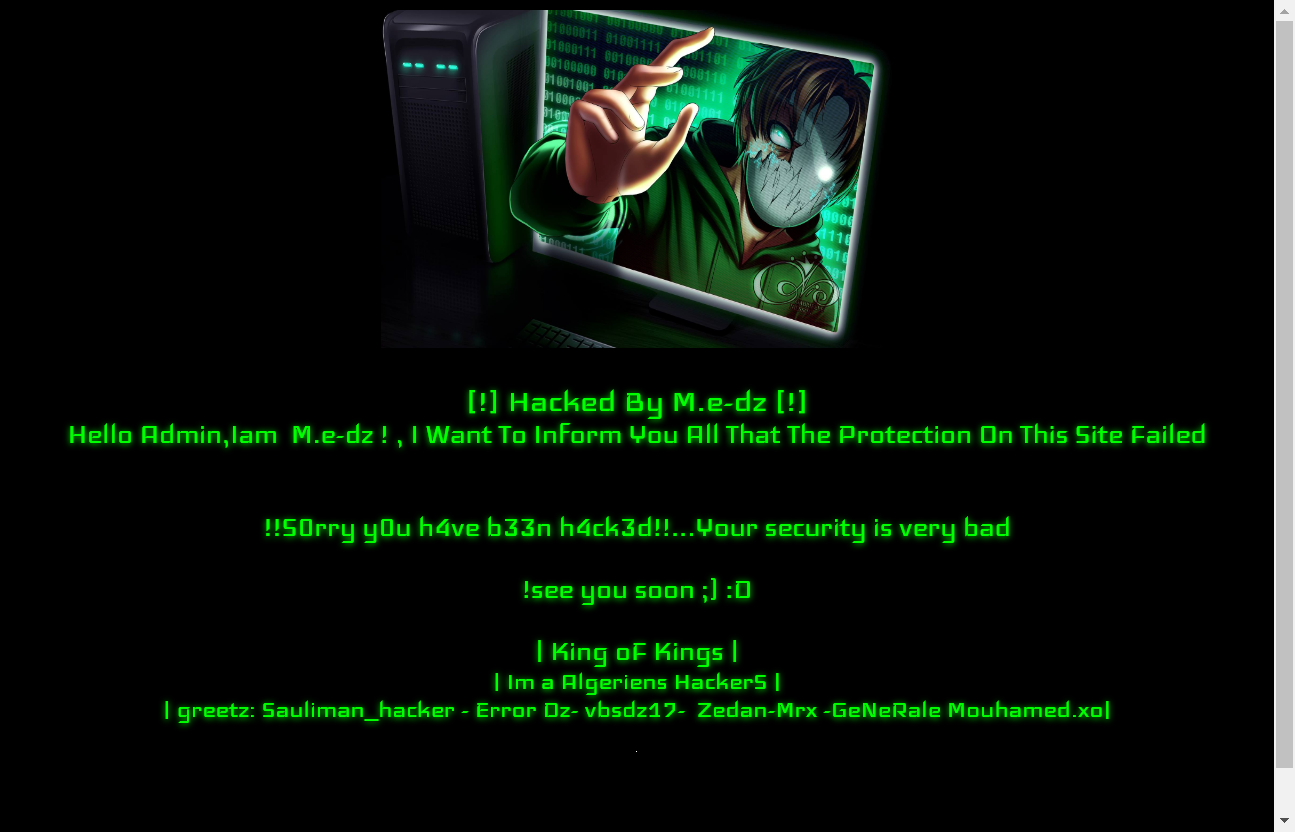 [!] Hacked By M.e-dz [!]
Hello Admin,Iam M.e-dz ! , I Want To Inform You All That The Protection On This Site Failed
!!S0rry y0u h4ve b33n h4ck3d!!...Your security is very bad
!see you soon ;] :D
| King oF Kings |
| Im a Algeriens HackerS |
| greetz: Sauliman_hacker - Error Dz- vbsdz17- Zedan-Mrx -GeNeRale Mouhamed.xo|
.